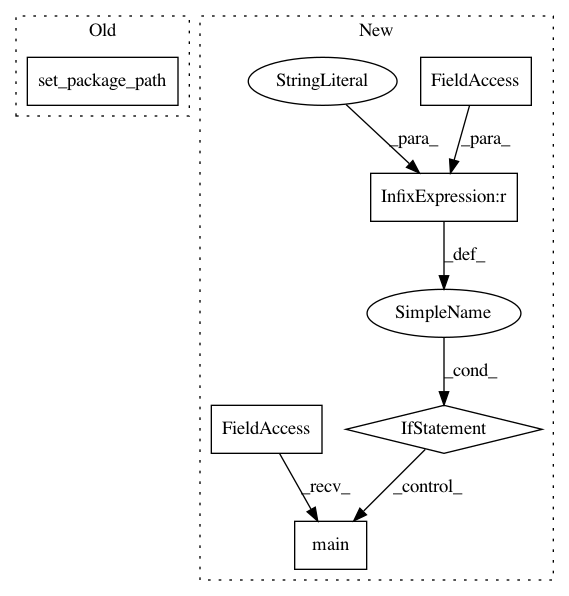 Old
New
set_package_path
StringLiteral
FieldAccess
_para_
_para_
InfixExpression:r
_def_
SimpleName
_cond_
FieldAccess
IfStatement
_recv_
_control_
main